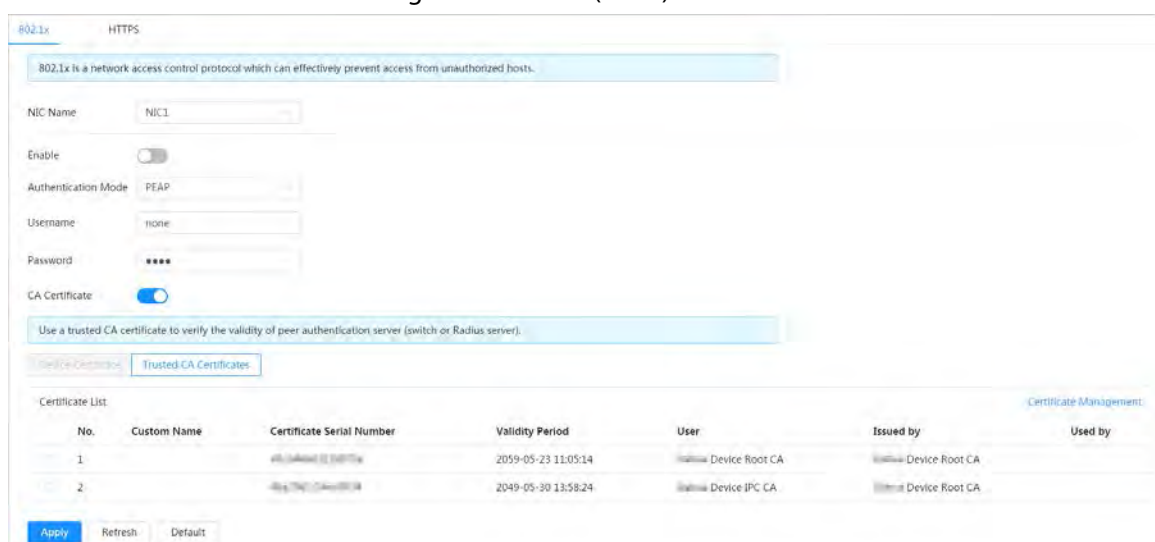 802.1x HTTPS
802.1x is a network access control protocol which can effectively prevent access from unauthorized hosts.
NIC Name NIC1
Enable
Authentication Mode PEAP
Username none
Password ••••
CA Certificate
Use a trusted CA certificate to verify the validity of peer authentication server (switch or Radius server).
Trusted CA Certificates
Certificate List Certificate Management
No. Custom Name Certificate Serial Number Validity Period User Issued by Used by
1 2059-05-23 11:05:14 Device Root CA Device Root CA
2 2049-05-30 13:58:24 Device IPC CA Device Root CA
Apply Refresh Default